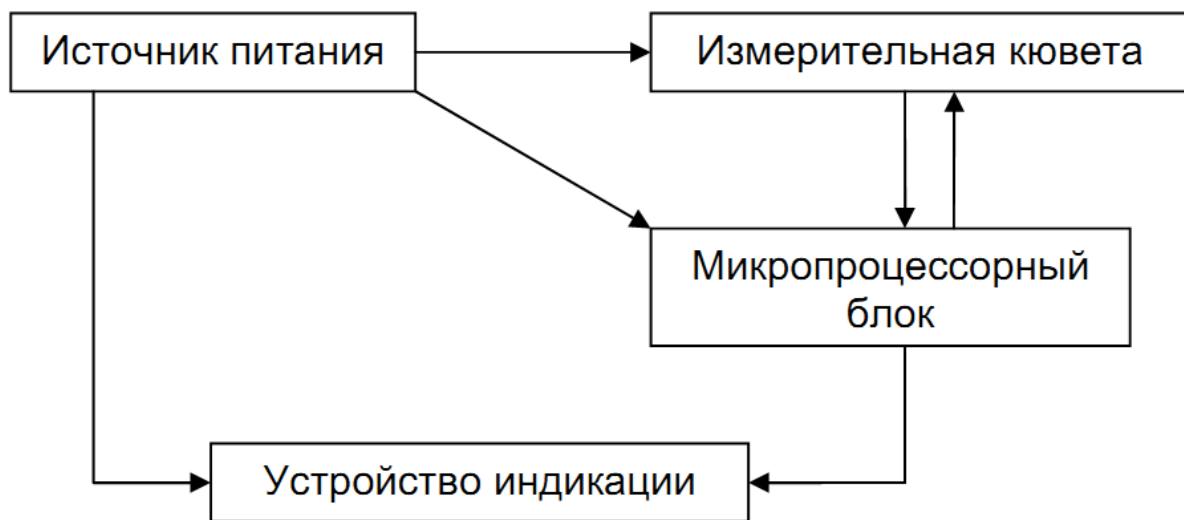 Источник питания
Измерительная кювета
Микропроцессорный
блок
Устройство индикации